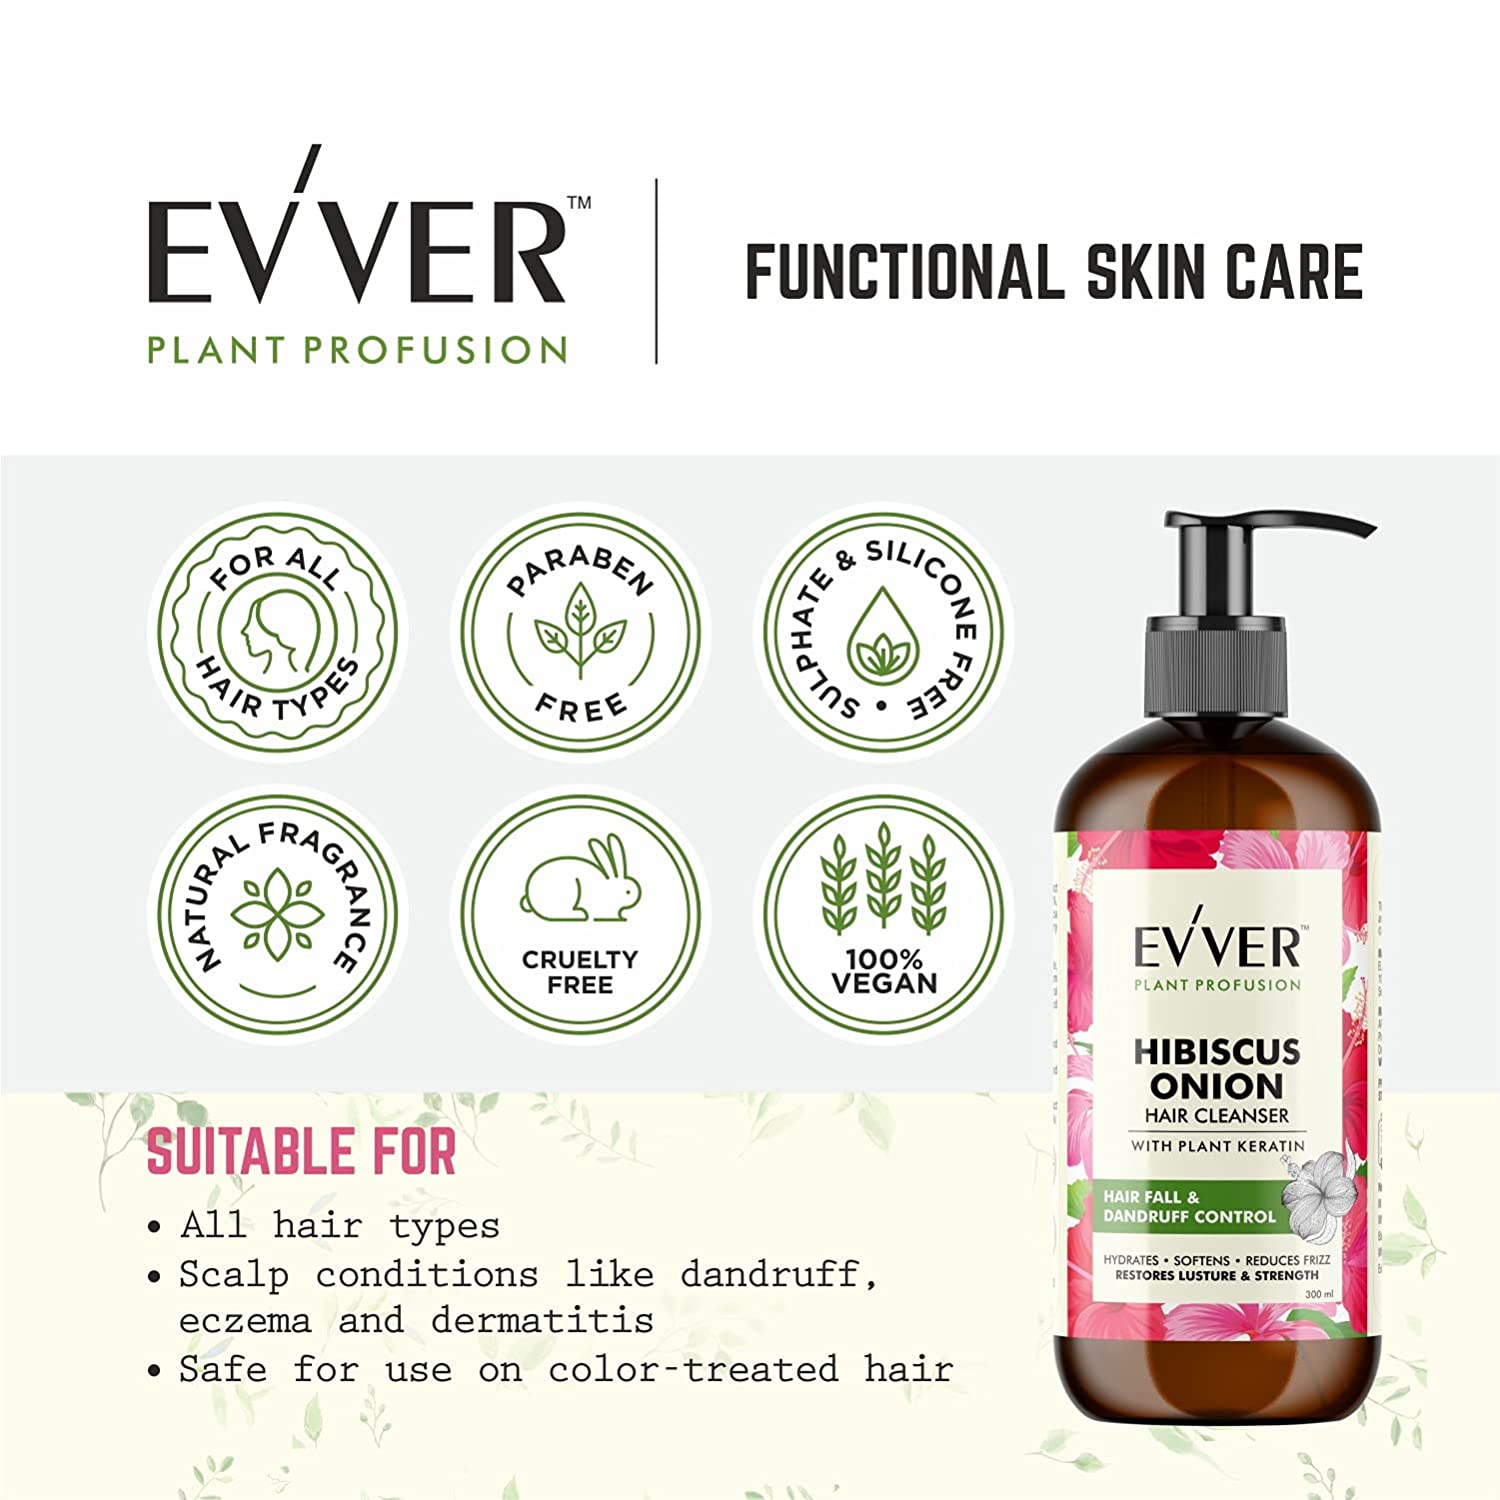 EVVER™
PLANT PROFUSION
FUNCTIONAL SKIN CARE
FOR ALL
HAIR TYPES
PARABEN
FREE
SULPHATE & SILICONE FREE •
NATURAL FRAGRANCE
CRUELTY
FREE
100%
VEGAN
SUITABLE FOR
• All hair types
• Scalp conditions like dandruff,
eczema and dermatitis
• Safe for use on color-treated hair
EVVER™
PLANT PROFUSION
HIBISCUS
ONION
HAIR CLEANSER
WITH PLANT KERATIN
HAIR FALL &
DANDRUFF CONTROL
HYDRATES • SOFTENS • REDUCES FRIZZ
RESTORES LUSTURE & STRENGTH
300 ml